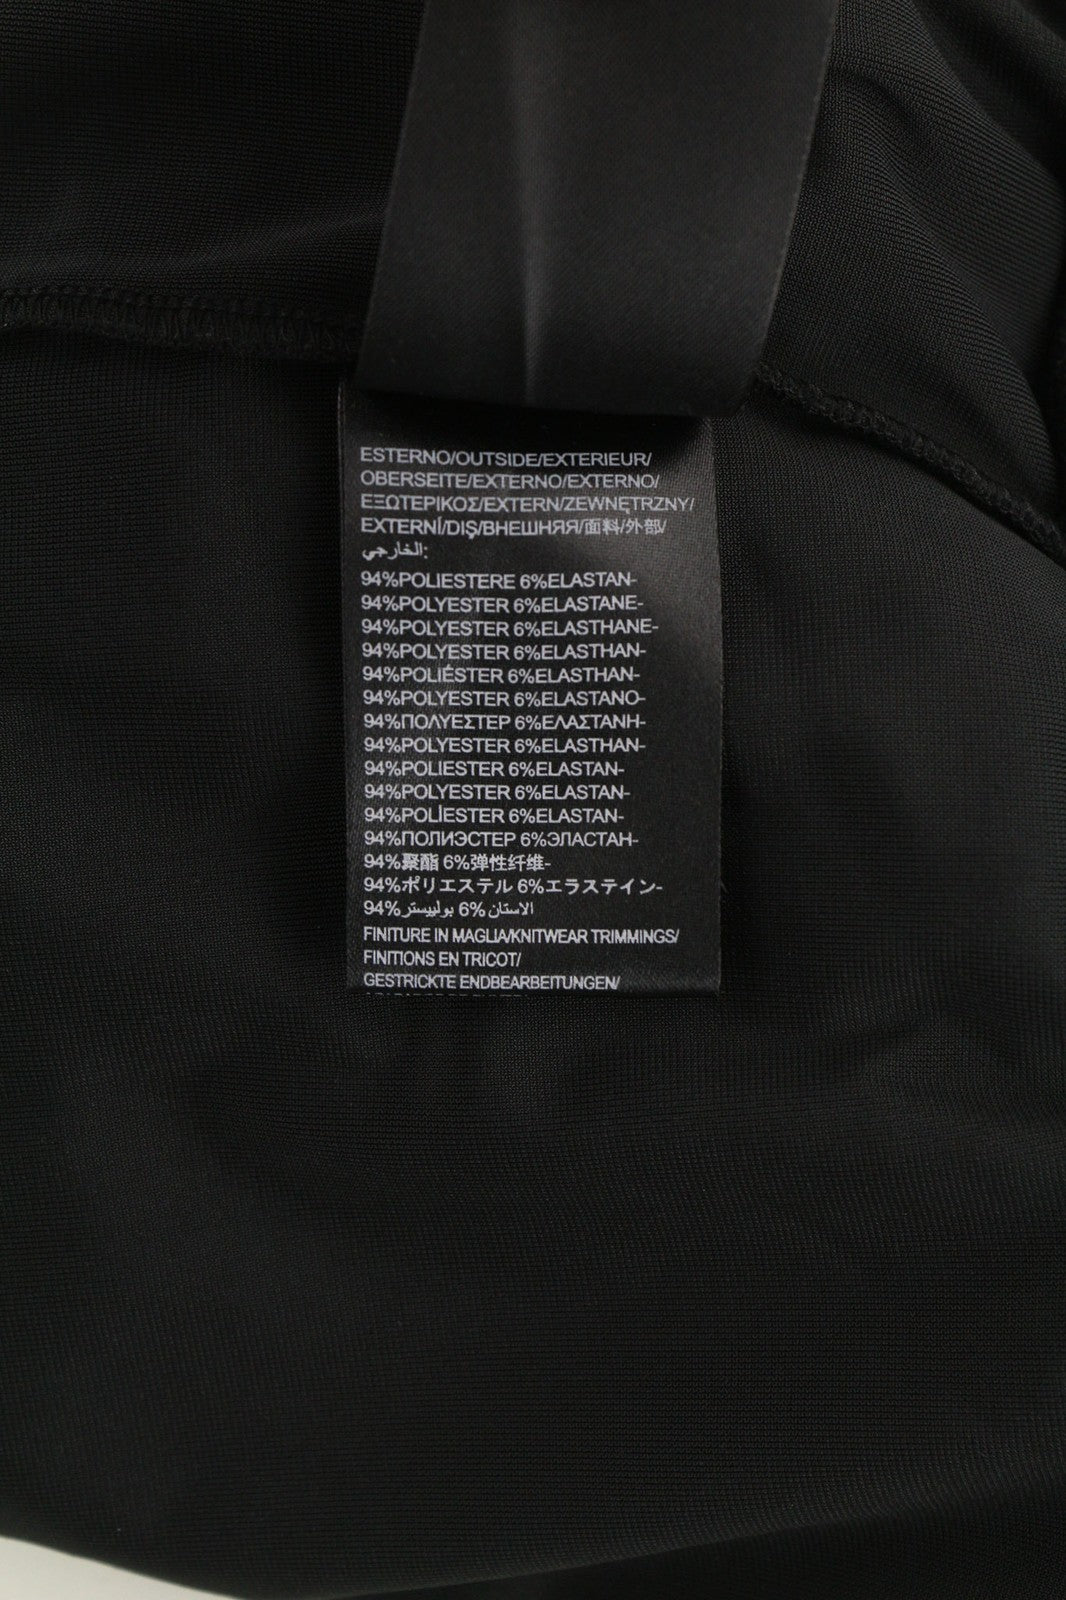 ESTERNO/OUTSIDE/EXTERIEUR/
OBERSEITE/EXTERNO/EXTERNO/
ΕΞΩΤΕΡΙΚΟΣ/EXTERN/ZEWNĘTRZNY/
EXTERNÍ/DIŞ/ВНЕШНЯЯ/面料/外部/
الخارجي:
94%POLIESTERE 6%ELASTAN-
94%POLYESTER 6%ELASTANE-
94%POLYESTER 6%ELASTHANE-
94%POLYESTER 6%ELASTHAN-
94%POLIÉSTER 6%ELASTHAN-
94%POLYESTER 6%ELASTANO-
94%ΠΟΛΥΕΣΤΕΡ 6%ΕΛΑΣΤΑΝΗ-
94%POLYESTER 6%ELASTHAN-
94%POLIESTER 6%ELASTAN-
94%POLYESTER 6%ELASTAN-
94%POLİESTER 6%ELASTAN-
94%ПОЛИЭСТЕР 6%ЭЛАСТАН-
94%聚酯 6%弹性纤维-
94%ポリエステル 6%エラステイン-
94%بولييستر 6%الاستان
FINITURE IN MAGLIA/KNITWEAR TRIMMINGS/
FINITIONS EN TRICOT/
GESTRICKTE ENDBEARBEITUNGEN/